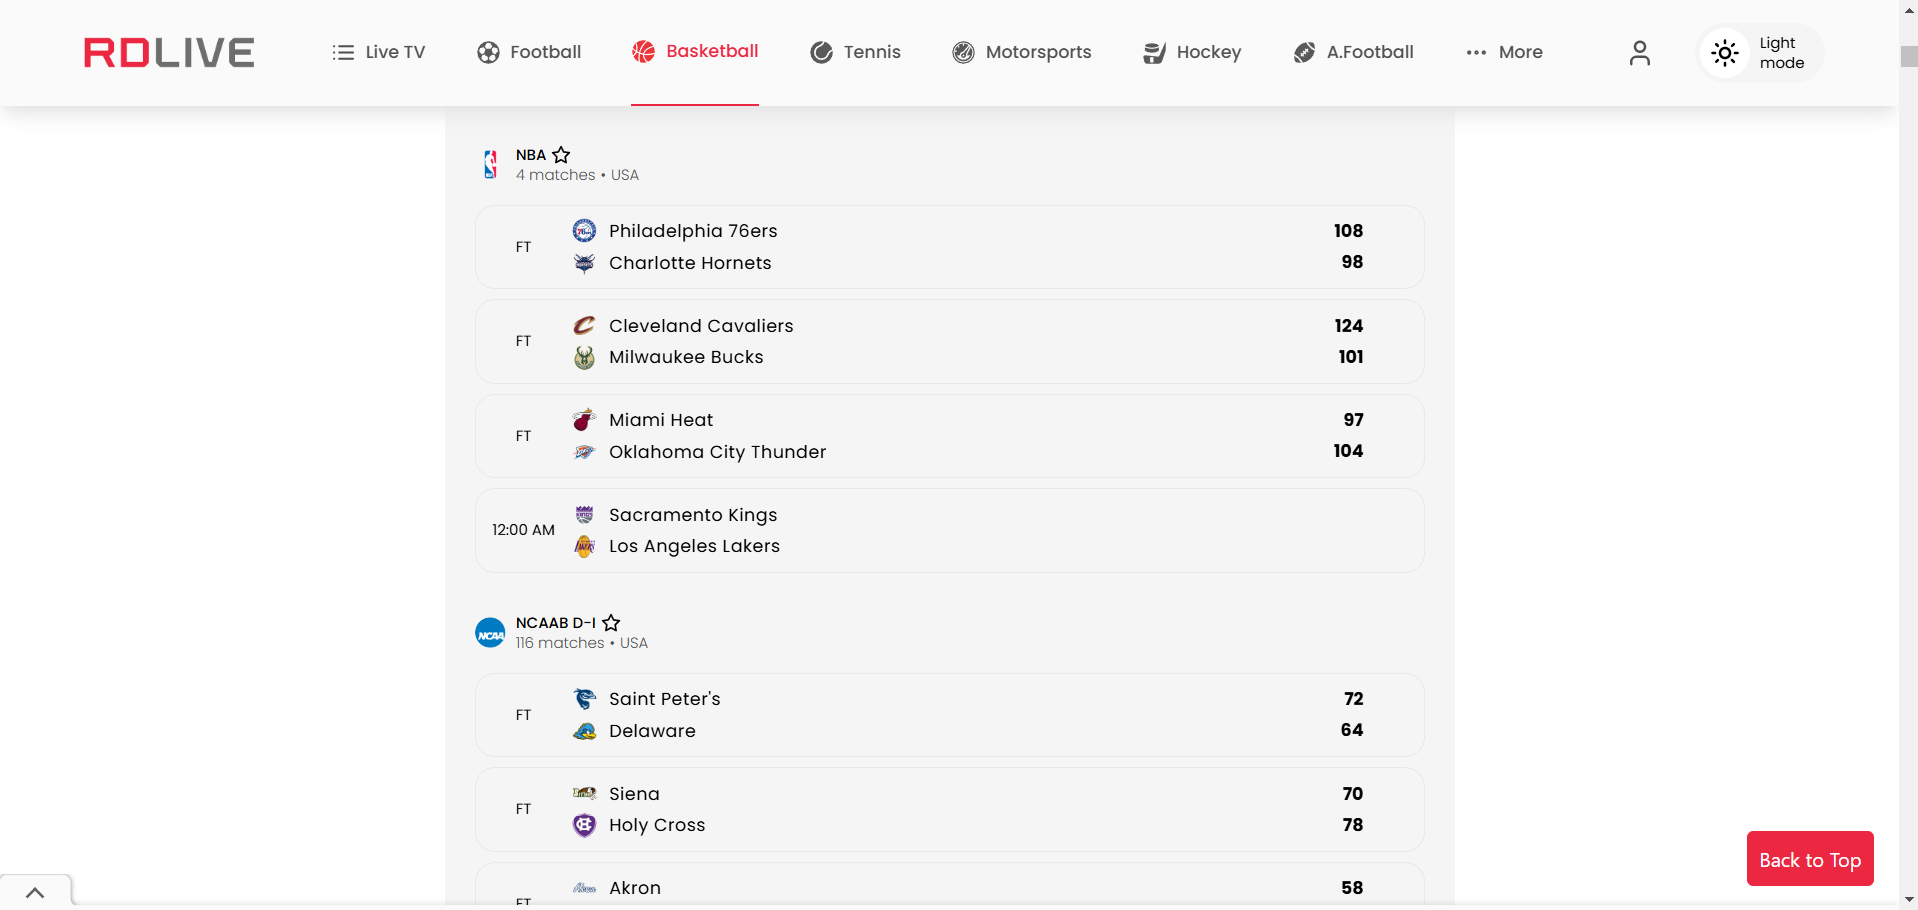 RDLIVE
Live TV
Football
Basketball
Tennis
Motorsports
Hockey
A.Football
More
Light
mode
NBA
4 matches • USA
FT
Philadelphia 76ers 108
Charlotte Hornets 98
FT
Cleveland Cavaliers 124
Milwaukee Bucks 101
FT
Miami Heat 97
Oklahoma City Thunder 104
12:00 AM
Sacramento Kings
Los Angeles Lakers
NCAA
NCAAB D-I
116 matches • USA
FT
Saint Peter's 72
Delaware 64
FT
Siena 70
Holy Cross 78
FT
Akron 58
Back to Top